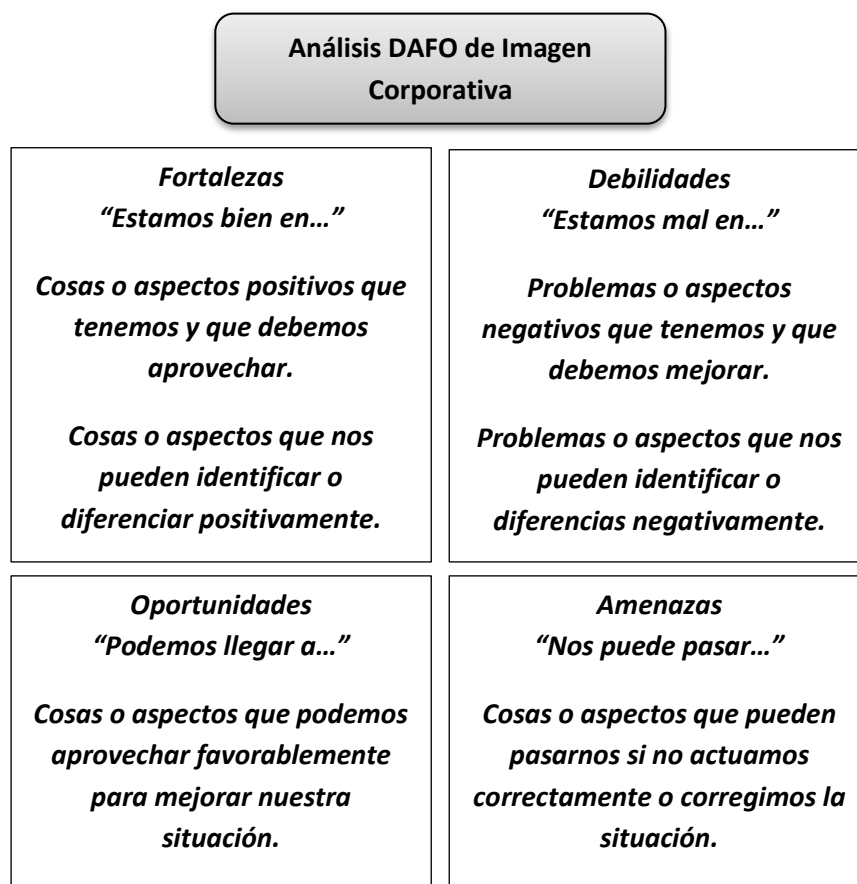 Análisis DAFO de Imagen
Corporativa
Fortalezas
“Estamos bien en…”
Cosas o aspectos positivos que
tenemos y que debemos
aprovechar.
Cosas o aspectos que nos
pueden identificar o
diferenciar positivamente.
Debilidades
“Estamos mal en…”
Problemas o aspectos
negativos que tenemos y que
debemos mejorar.
Problemas o aspectos que nos
pueden identificar o
diferencias negativamente.
Oportunidades
“Podemos llegar a…”
Cosas o aspectos que podemos
aprovechar favorablemente
para mejorar nuestra
situación.
Amenazas
“Nos puede pasar…”
Cosas o aspectos que pueden
pasarnos si no actuamos
correctamente o corregimos la
situación.